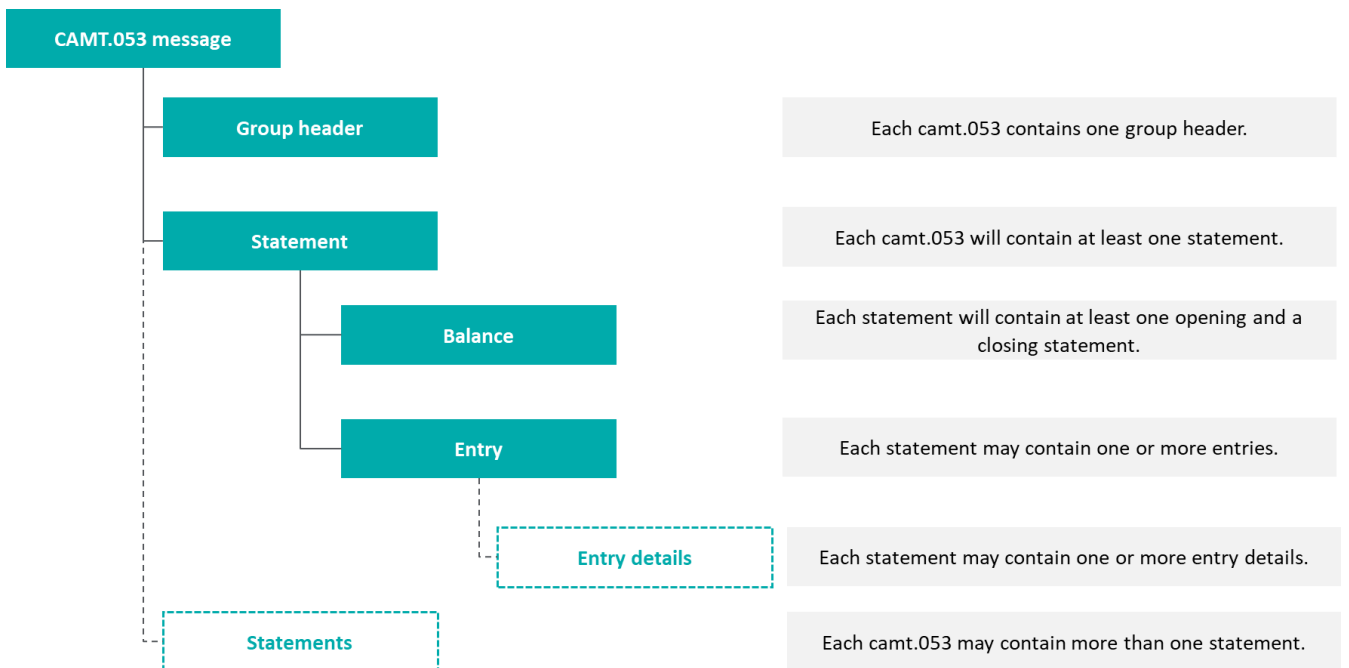 CAMT.053 message
Group header
Each camt.053 contains one group header.
Statement
Each camt.053 will contain at least one statement.
Balance
Each statement will contain at least one opening and a
closing statement.
Entry
Each statement may contain one or more entries.
Entry details
Each statement may contain one or more entry details.
Statements
Each camt.053 may contain more than one statement.